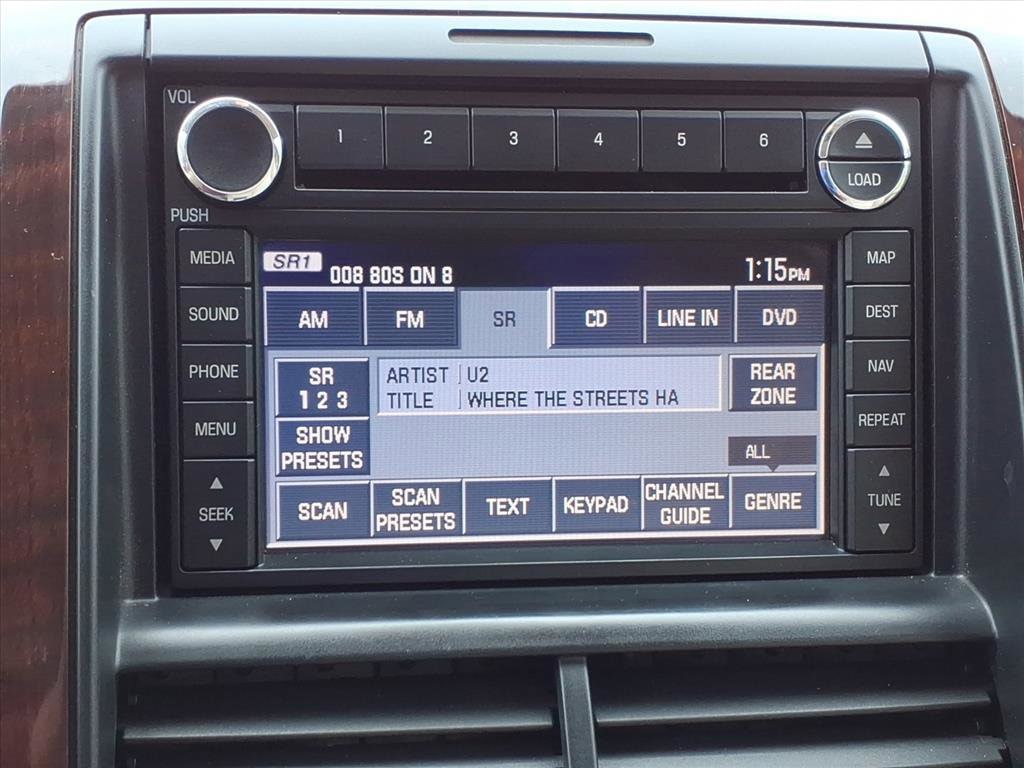 VOL
1 2 3 4 5 6
LOAD
PUSH
MEDIA
SOUND
PHONE
MENU
SEEK
SR1 008 80S ON 8 1:15PM
AM FM SR CD LINE IN DVD
SR
1 2 3
ARTIST U2
TITLE WHERE THE STREETS HA
REAR
ZONE
SHOW
PRESETS
ALL
SCAN
SCAN
PRESETS
TEXT
KEYPAD
CHANNEL
GUIDE
GENRE
MAP
DEST
NAV
REPEAT
TUNE